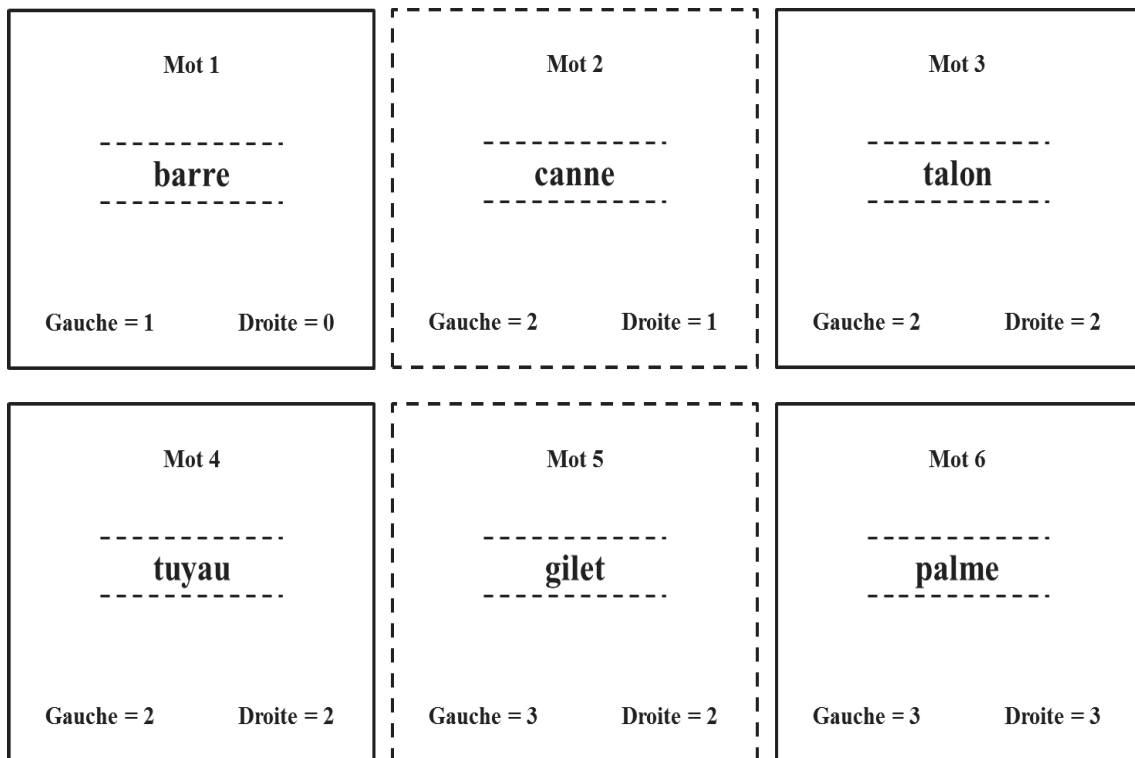 Mot 1
barre
Gauche = 1 Droite = 0
Mot 2
canne
Gauche = 2 Droite = 1
Mot 3
talon
Gauche = 2 Droite = 2
Mot 4
tuyau
Gauche = 2 Droite = 2
Mot 5
gilet
Gauche = 3 Droite = 2
Mot 6
palme
Gauche = 3 Droite = 3